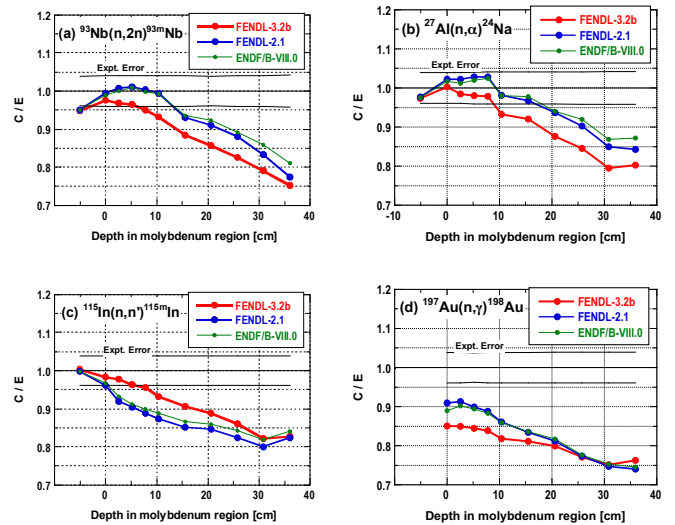 (a) ⁹³Nb(n,2n)⁹³ᵐNb
FENDL-3.2b
FENDL-2.1
ENDF/B-VIII.0
Expt. Error
C / E
1.2
1.1
1.0
0.9
0.8
0.7
0
10
20
30
40
Depth in molybdenum region [cm]
(b) ²⁷Al(n,α)²⁴Na
FENDL-3.2b
FENDL-2.1
ENDF/B-VIII.0
Expt. Error
C / E
1.2
1.1
1.0
0.9
0.8
0.7
-10
0
10
20
30
40
Depth in molybdenum region [cm]
(c) ¹¹⁵In(n,n')¹¹⁵ᵐIn
FENDL-3.2b
FENDL-2.1
ENDF/B-VIII.0
Expt. Error
C / E
1.2
1.1
1.0
0.9
0.8
0.7
0
10
20
30
40
Depth in molybdenum region [cm]
(d) ¹⁹⁷Au(n,γ)¹⁹⁸Au
FENDL-3.2b
FENDL-2.1
ENDF/B-VIII.0
Expt. Error
C / E
1.2
1.1
1.0
0.9
0.8
0.7
-10
0
10
20
30
40
Depth in molybdenum region [cm]